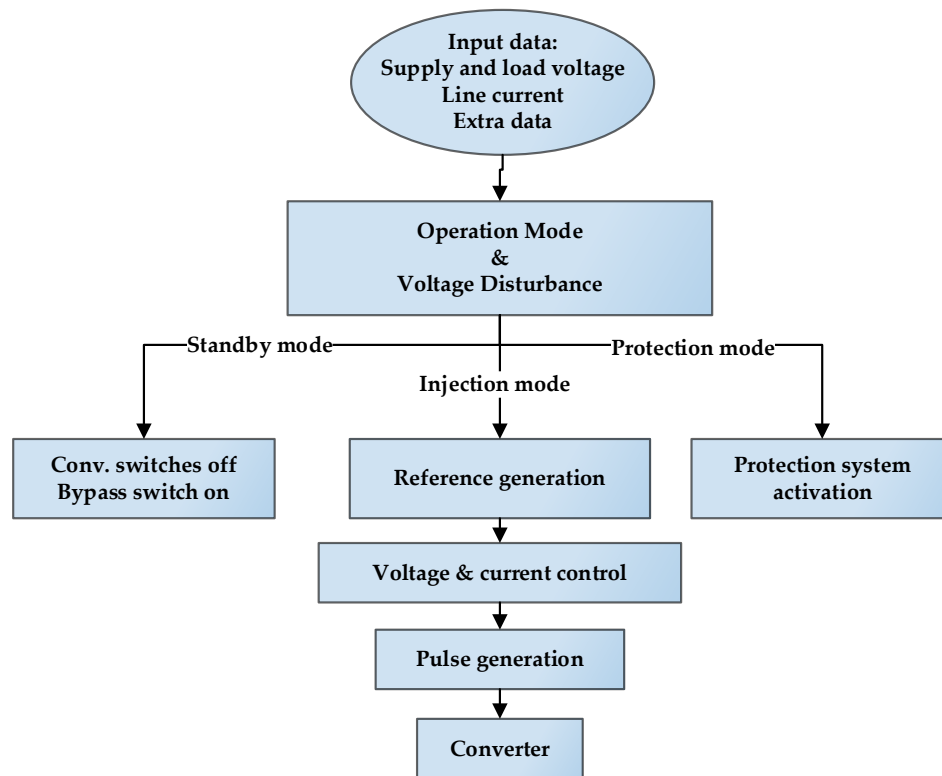 Input data:
Supply and load voltage
Line current
Extra data
Operation Mode
&
Voltage Disturbance
Standby mode
Injection mode
Protection mode
Conv. switches off
Bypass switch on
Reference generation
Protection system
activation
Voltage & current control
Pulse generation
Converter